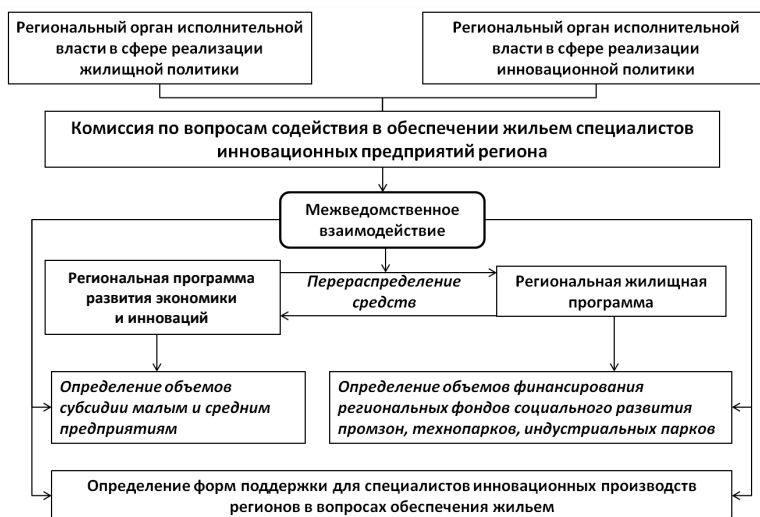 Региональный орган исполнительной
власти в сфере реализации
жилищной политики
Региональный орган исполнительной
власти в сфере реализации
инновационной политики
Комиссия по вопросам содействия в обеспечении жильем специалистов
инновационных предприятий региона
Межведомственное
взаимодействие
Региональная программа
развития экономики
и инноваций
Перераспределение
средств
Региональная жилищная
программа
Определение объемов
субсидии малым и средним
предприятиям
Определение объемов финансирования
региональных фондов социального развития
промзон, технопарков, индустриальных парков
Определение форм поддержки для специалистов инновационных производств
регионов в вопросах обеспечения жильем